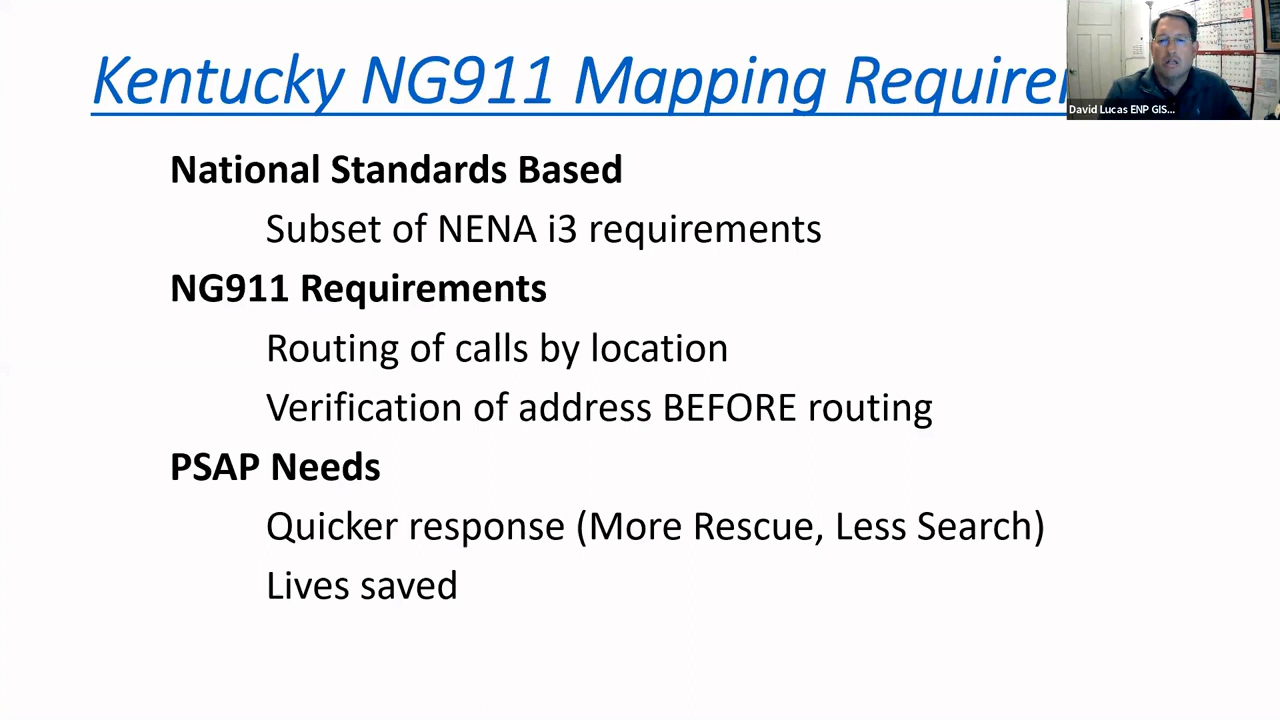 Kentucky NG911 Mapping Require
David Lucas ENP GIS...
National Standards Based
Subset of NENA i3 requirements
NG911 Requirements
Routing of calls by location
Verification of address BEFORE routing
PSAP Needs
Quicker response (More Rescue, Less Search)
Lives saved